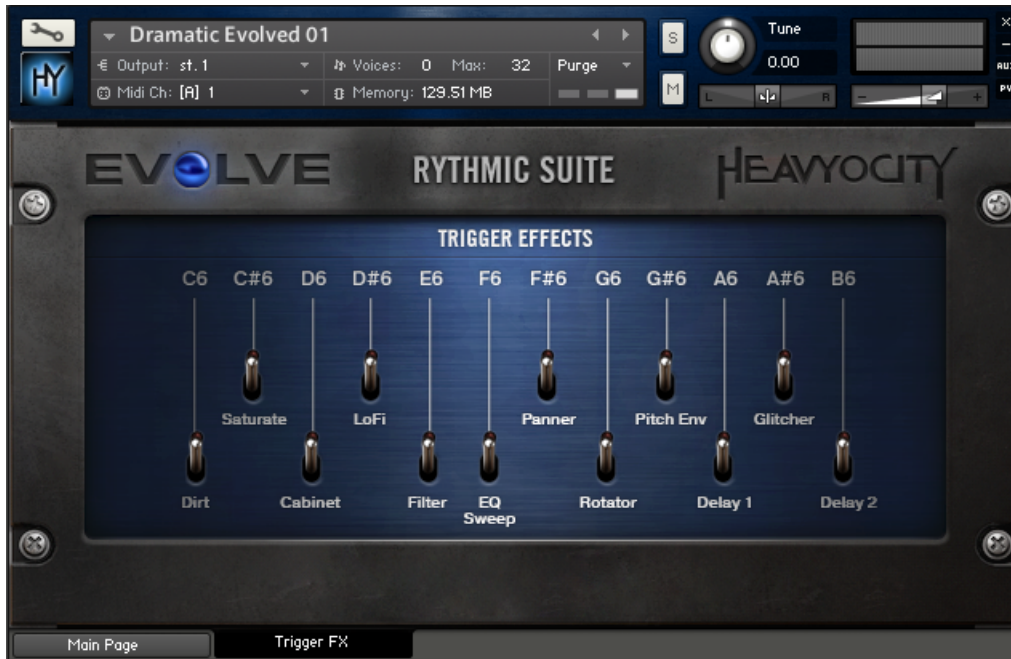 Dramatic Evolved 01
S
Tune
0.00
Output: st.1
Voices: 0 Max: 32
Purge
HY
Midi Ch: [A] 1
Memory: 129.51 MB
M
L R
- +
AUX
PV
EVOLVE RYTHMIC SUITE HEAVYOCITY
TRIGGER EFFECTS
C6 C#6 D6 D#6 E6 F6 F#6 G6 G#6 A6 A#6 B6
Saturate LoFi Panner Pitch Env Glitcher
Dirt Cabinet Filter EQ Sweep Rotator Delay 1 Delay 2
Main Page Trigger FX